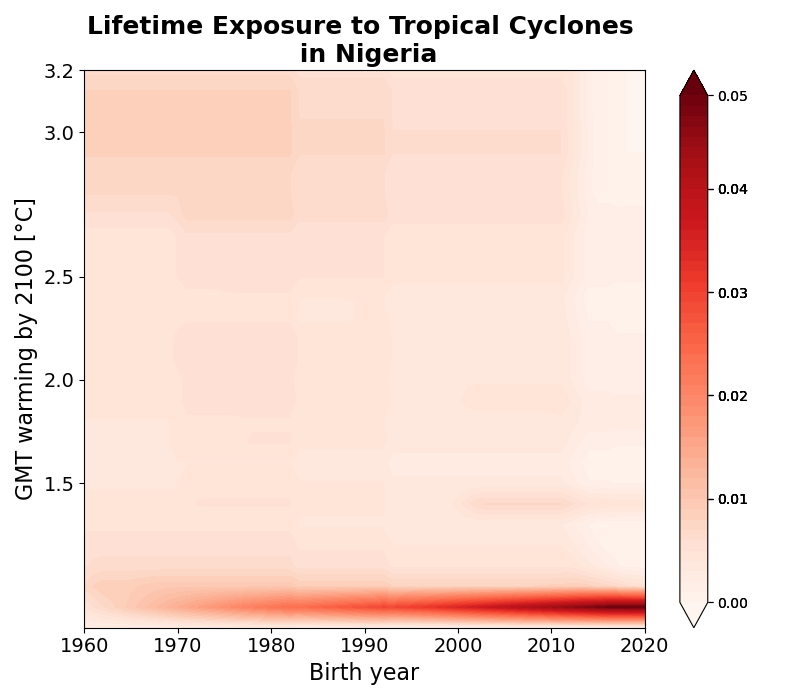 Lifetime Exposure to Tropical Cyclones
in Nigeria
GMT warming by 2100 [°C]
3.2
3.0
2.5
2.0
1.5
1960 1970 1980 1990 2000 2010 2020
Birth year
0.05
0.04
0.03
0.02
0.01
0.00